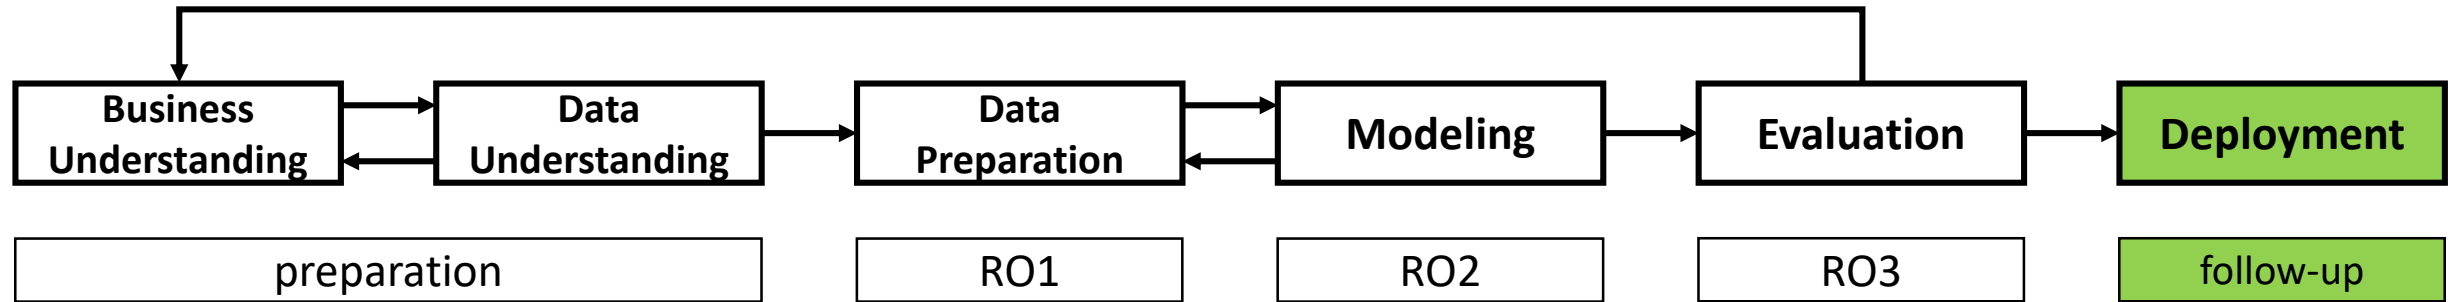 Business
Understanding
Data
Understanding
Data
Preparation
Modeling
Evaluation
Deployment
preparation
RO1
RO2
RO3
follow-up